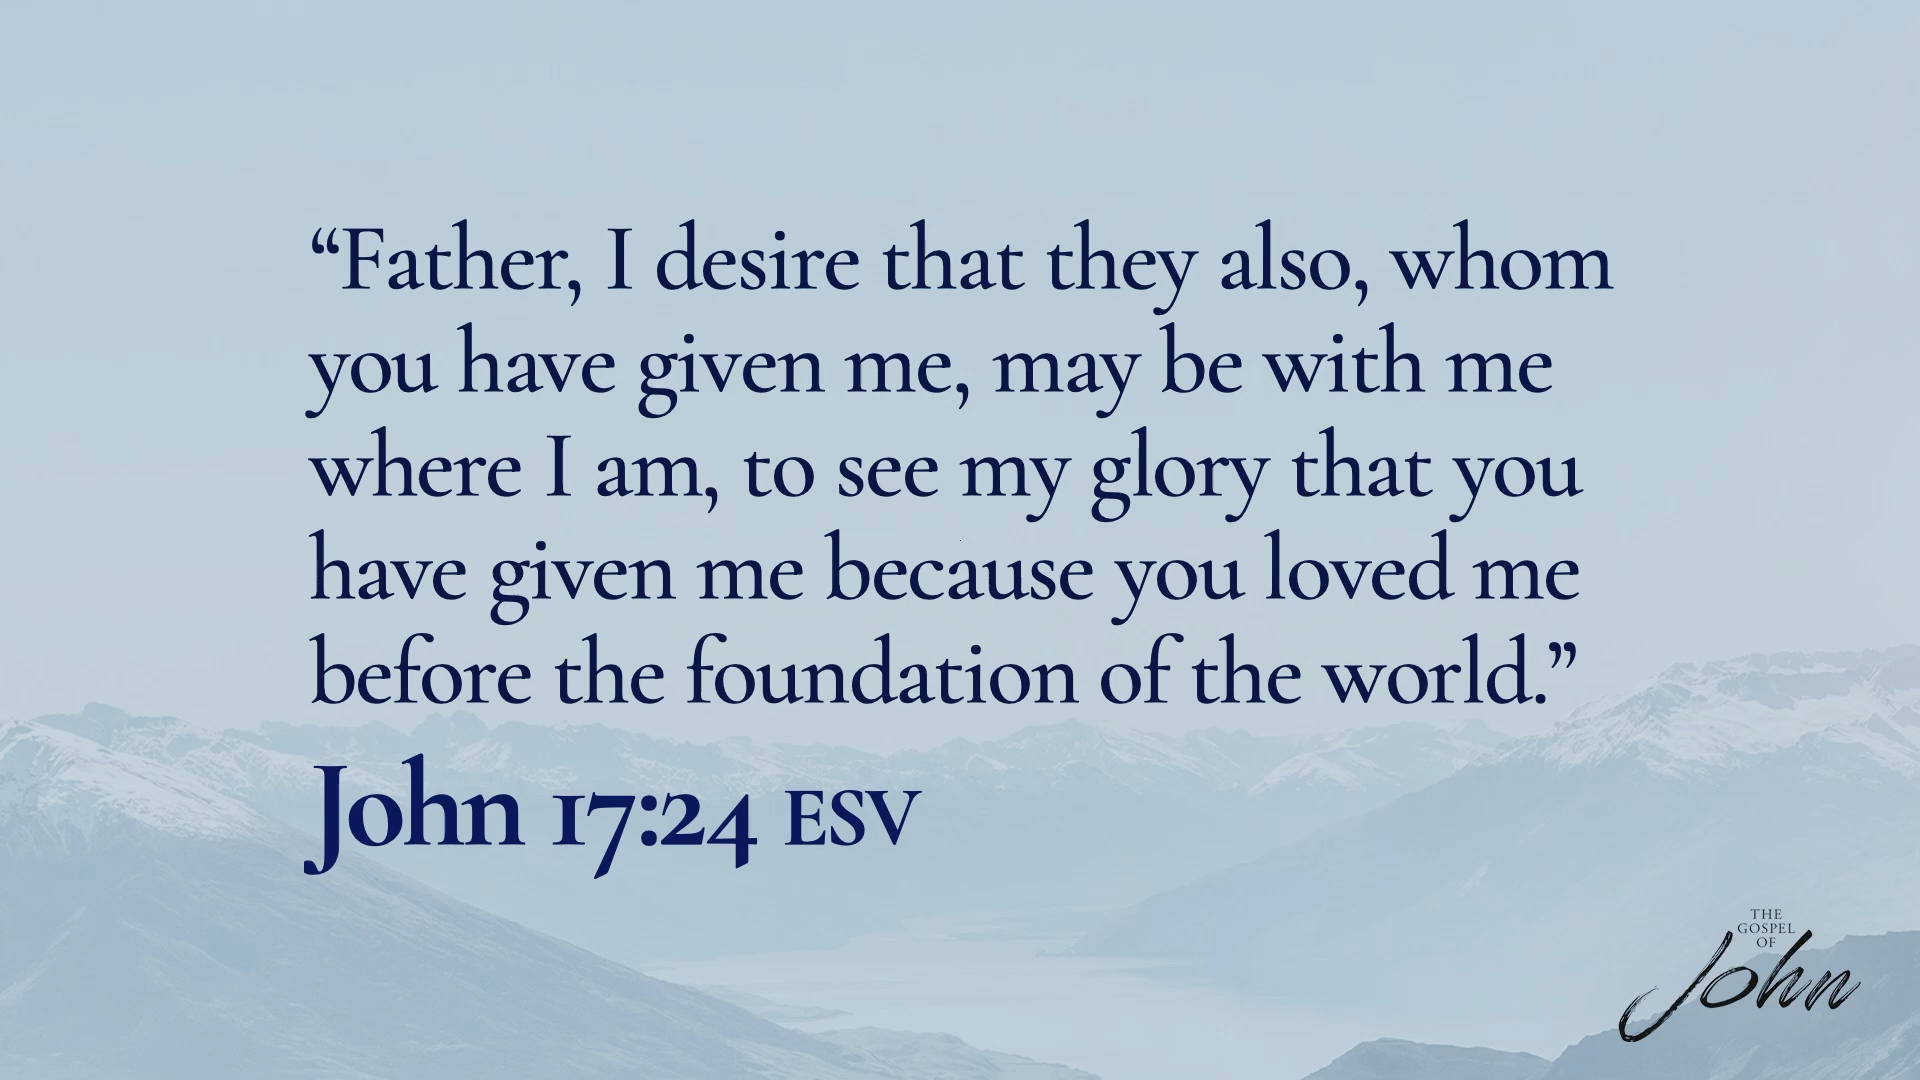 “Father, I desire that they also, whom
you have given me, may be with me
where I am, to see my glory that you
have given me because you loved me
before the foundation of the world.”
John 17:24 ESV
THE
GOSPEL
OF
John